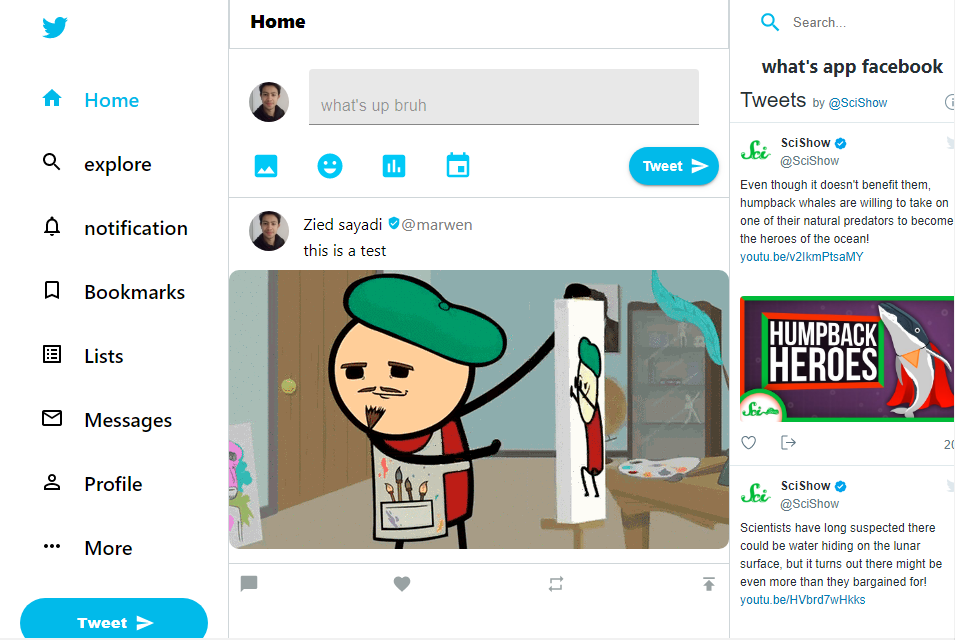 Home
explore
notification
Bookmarks
Lists
Messages
Profile
More
Tweet
Home
what's up bruh
Tweet
Zied sayadi @marwen
this is a test
Search...
what's app facebook
Tweets by @SciShow
SciShow
@SciShow
Even though it doesn't benefit them,
humpback whales are willing to take on
one of their natural predators to become
the heroes of the ocean!
youtu.be/v2IkmPtsaMY
HUMPBACK
HEROES
Sci
20
SciShow
@SciShow
Scientists have long suspected there
could be water hiding on the lunar
surface, but it turns out there might be
even more than they bargained for!
youtu.be/HVbrd7wHkks